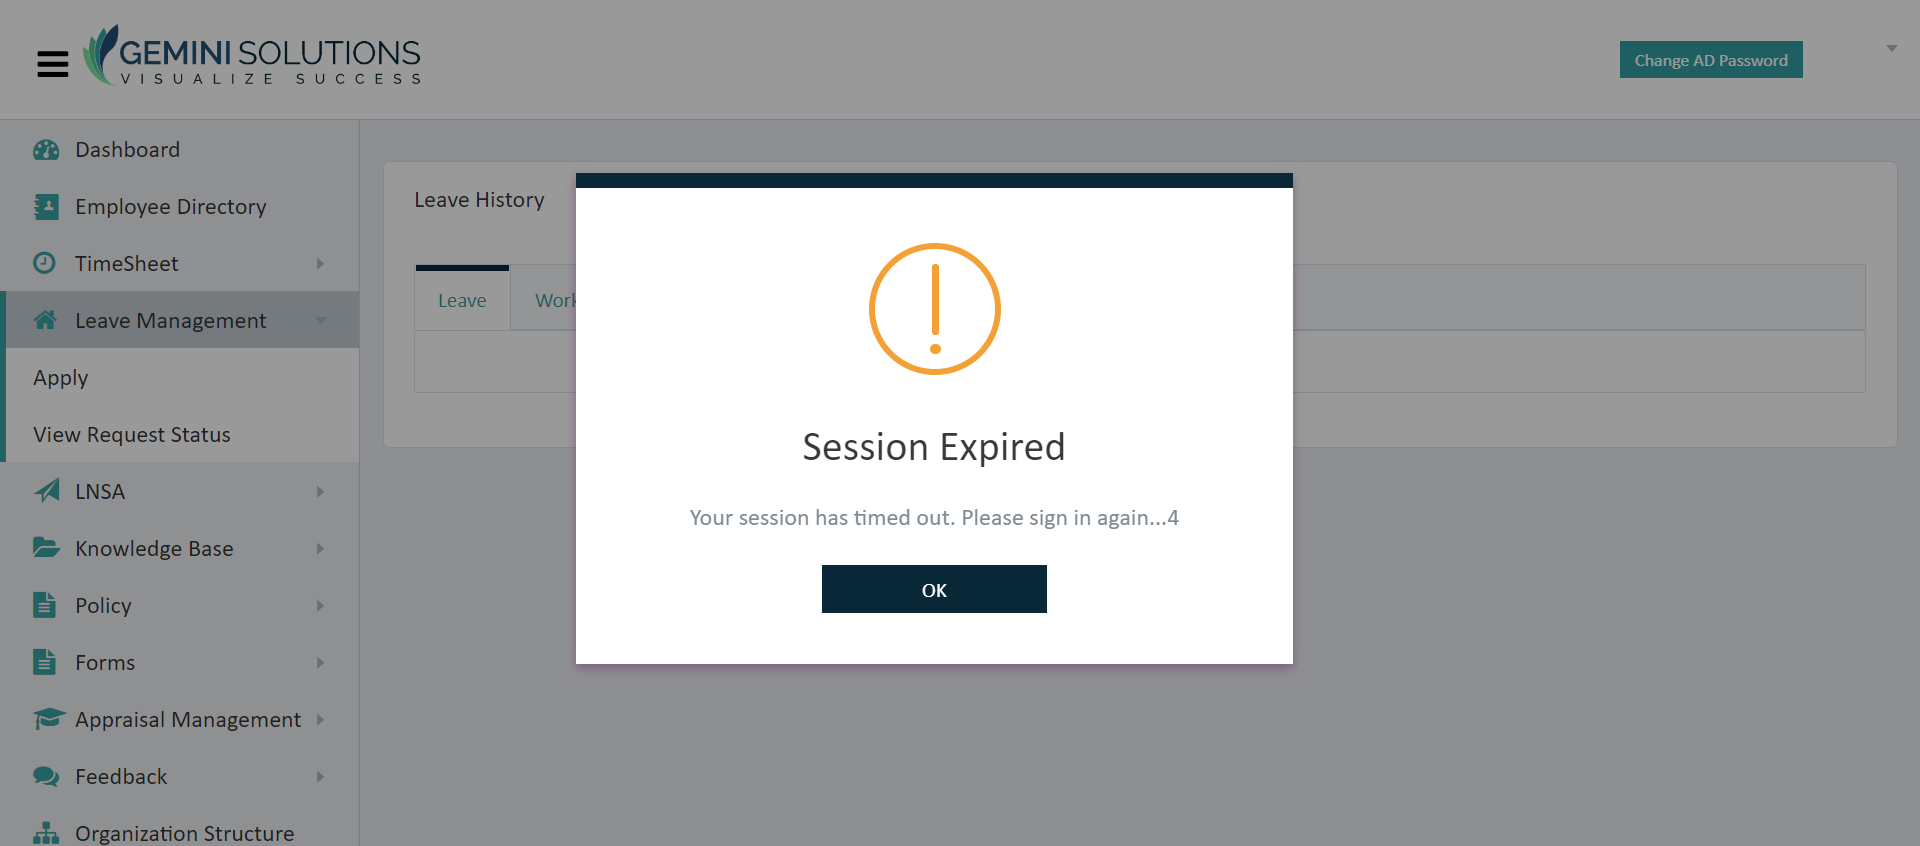 GEMINI SOLUTIONS
VISUALIZE SUCCESS
Change AD Password
Dashboard
Employee Directory
TimeSheet
Leave Management
Apply
View Request Status
LNSA
Knowledge Base
Policy
Forms
Appraisal Management
Feedback
Organization Structure
Leave History
Leave
Work
Session Expired
Your session has timed out. Please sign in again...4
OK